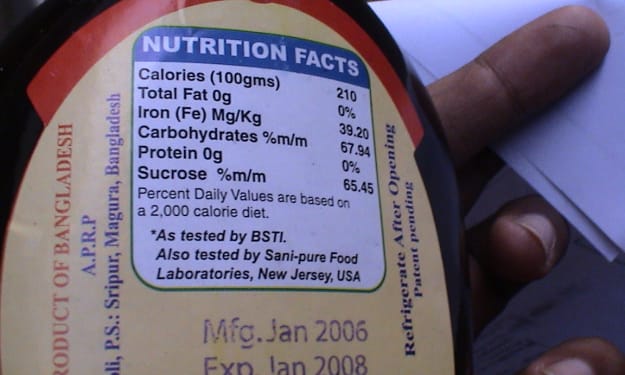 NUTRITION FACTS
Calories (100gms) 210
Total Fat 0g 0%
Iron (Fe) Mg/Kg 39.20
Carbohydrates %m/m 67.94
Protein 0g 0%
Sucrose %m/m 65.45
Percent Daily Values are based on
a 2,000 calorie diet.
*As tested by BSTI.
Also tested by Sani-pure Food
Laboratories, New Jersey, USA
Mfg.Jan 2006
Exp. Jan 2008
OF BANGLADESH
A.P.R.P
P.S.: Sripur, Magura, Bangladesh
Refrigerate After Opening
Patent pending